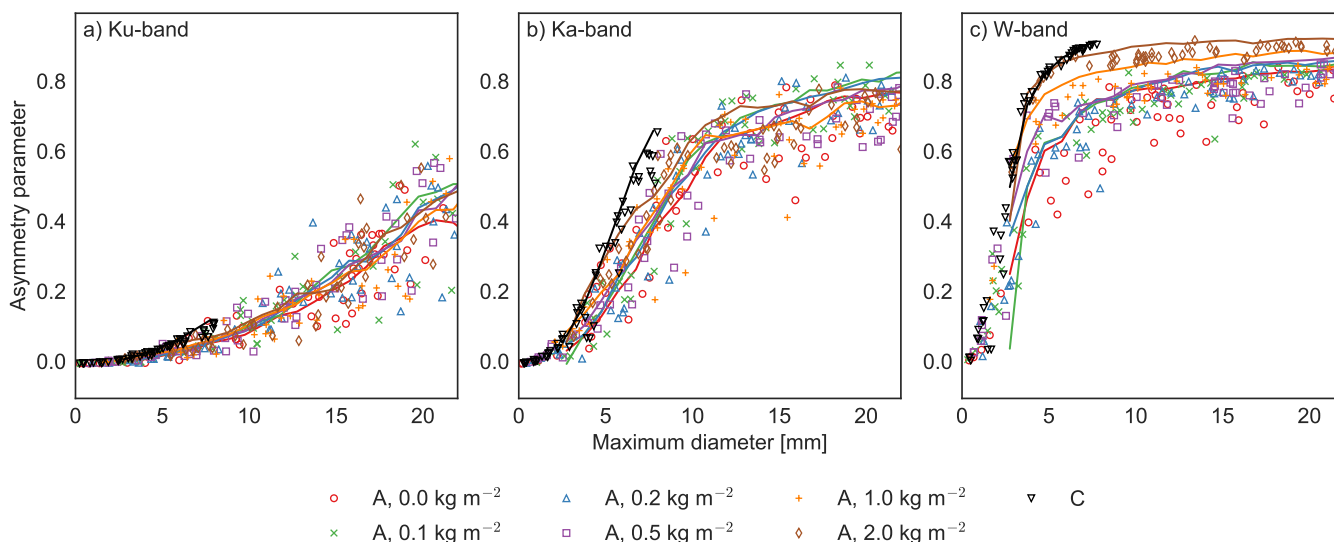 a) Ku-band
b) Ka-band
c) W-band
Asymmetry parameter
0.8
0.6
0.4
0.2
0.0
0.8
0.6
0.4
0.2
0.0
0.8
0.6
0.4
0.2
0.0
0 5 10 15 20
0 5 10 15 20
0 5 10 15 20
Maximum diameter [mm]
A, 0.0 kg m⁻² A, 0.2 kg m⁻² A, 1.0 kg m⁻² C
A, 0.1 kg m⁻² A, 0.5 kg m⁻² A, 2.0 kg m⁻²